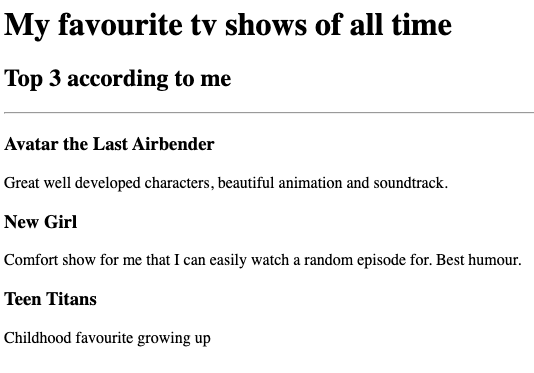 My favourite tv shows of all time
Top 3 according to me
Avatar the Last Airbender
Great well developed characters, beautiful animation and soundtrack.
New Girl
Comfort show for me that I can easily watch a random episode for. Best humour.
Teen Titans
Childhood favourite growing up